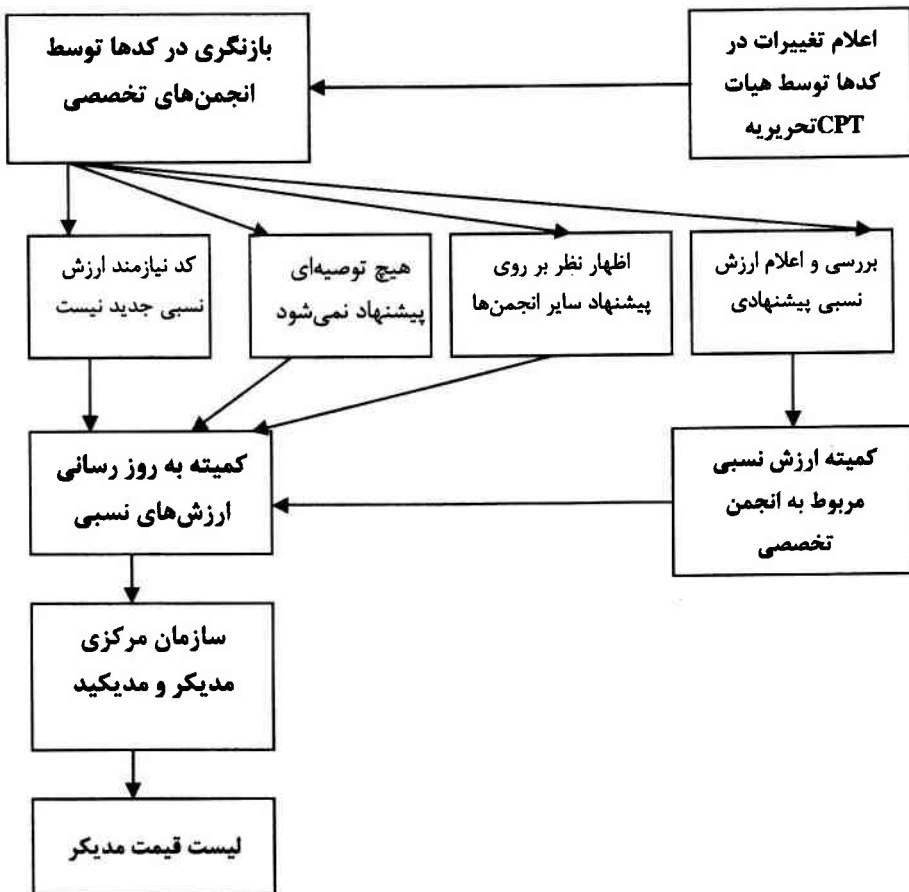 اعلام تغییرات در
کدها توسط هیات
تحریریهCPT
بازنگری در کدها توسط
انجمن‌های تخصصی
بررسی و اعلام ارزش
نسبی پیشنهادی
اظهار نظر بر روی
پیشنهاد سایر انجمن‌ها
هیچ توصیه‌ای
پیشنهاد نمی‌شود
کد نیازمند ارزش
نسبی جدید نیست
کمیته ارزش نسبی
مربوط به انجمن
تخصصی
کمیته به روز رسانی
ارزش‌های نسبی
سازمان مرکزی
مدیکر و مدیکید
لیست قیمت مدیکر